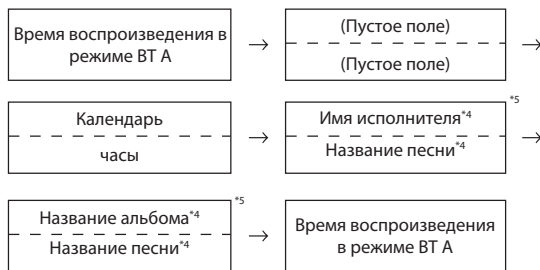 Время воспроизведения в
режиме BT A
→
(Пустое поле)
(Пустое поле)
→
Календарь
часы
→
Имя исполнителя*4
Название песни*4
*5
→
Название альбома*4
Название песни*4
*5
→
Время воспроизведения
в режиме BT A